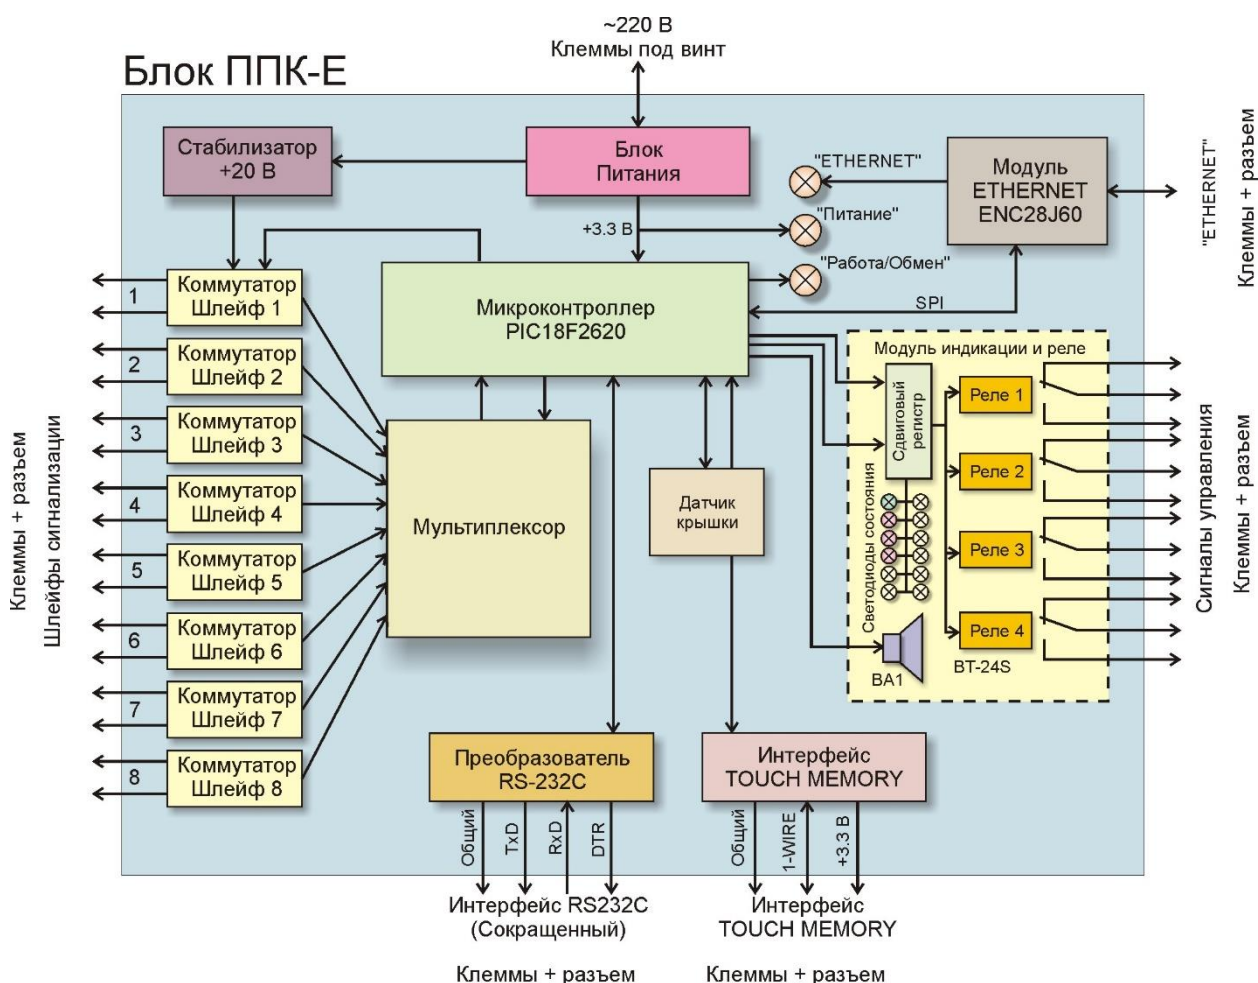 ~220 В
Клеммы под винт
Блок ППК-Е
Стабилизатор
+20 В
Блок
Питания
"ETHERNET"
Модуль
ETHERNET
ENC28J60
"ETHERNET"
Клеммы + разъем
+3.3 В
"Питание"
"Работа/Обмен"
SPI
Микроконтроллер
PIC18F2620
1
Коммутатор
Шлейф 1
2
Коммутатор
Шлейф 2
3
Коммутатор
Шлейф 3
4
Коммутатор
Шлейф 4
5
Коммутатор
Шлейф 5
6
Коммутатор
Шлейф 6
7
Коммутатор
Шлейф 7
8
Коммутатор
Шлейф 8
Клеммы + разъем
Шлейфы сигнализации
Мультиплексор
Датчик
крышки
Модуль индикации и реле
Сдвиговый
регистр
Реле 1
Реле 2
Реле 3
Реле 4
Светодиоды состояния
BA1
BT-24S
Сигналы управления
Клеммы + разъем
Преобразователь
RS-232C
Интерфейс
TOUCH MEMORY
Общий
TxD
RxD
DTR
Общий
1-WIRE
+3.3 В
Интерфейс RS232C
(Сокращенный)
Интерфейс
TOUCH MEMORY
Клеммы + разъем
Клеммы + разъем